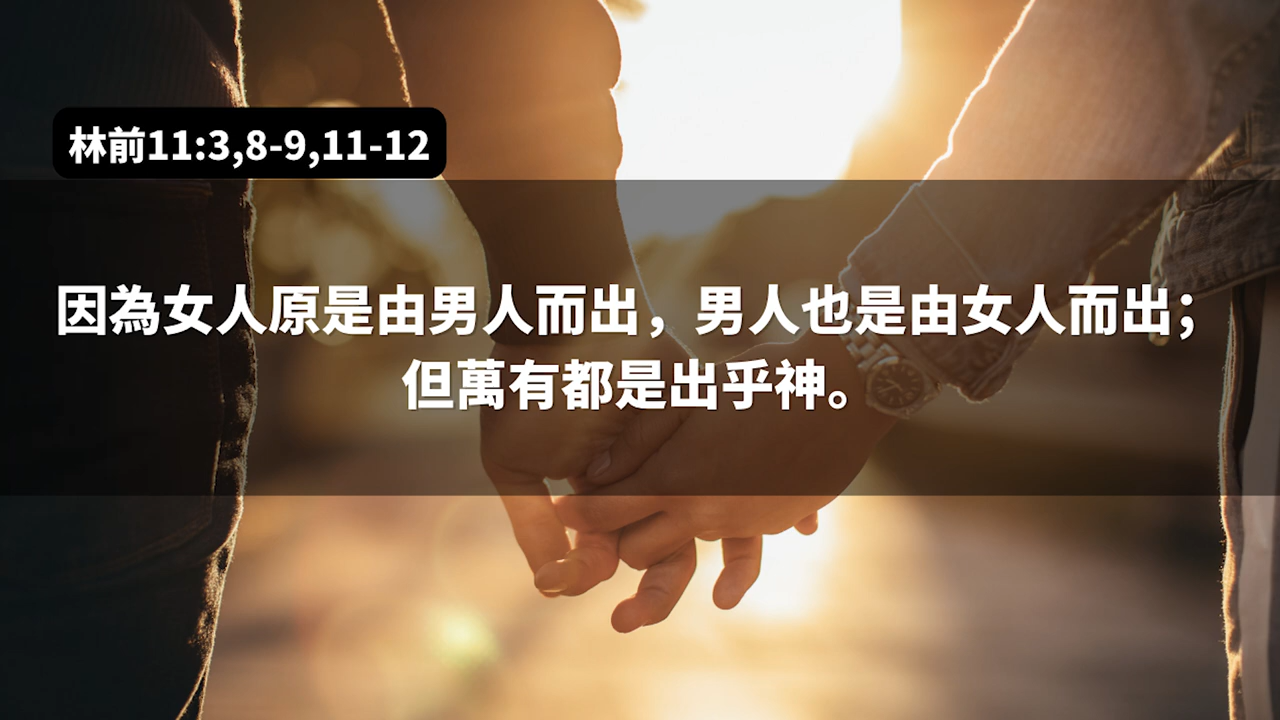 林前11:3,8-9,11-12
因為女人原是由男人而出，男人也是由女人而出；
但萬有都是出乎神。